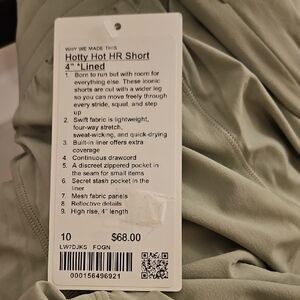 WHY WE MADE THIS
Hotty Hot HR Short
4" *Lined
1. Born to run but with room for
everything else. These iconic
shorts are cut with a wider leg
so you can move freely through
every stride, squat, and step
up
2. Swift fabric is lightweight,
four-way stretch,
sweat-wicking, and quick-drying
3. Built-in liner offers extra
coverage
4. Continuous drawcord
5. A discreet zippered pocket in
the seam for small items
6. Secret stash pocket in the
liner
7. Mesh fabric panels
8. Reflective details
9. High rise, 4" length
10 $68.00
LW7DJKS FOGN
000156496921